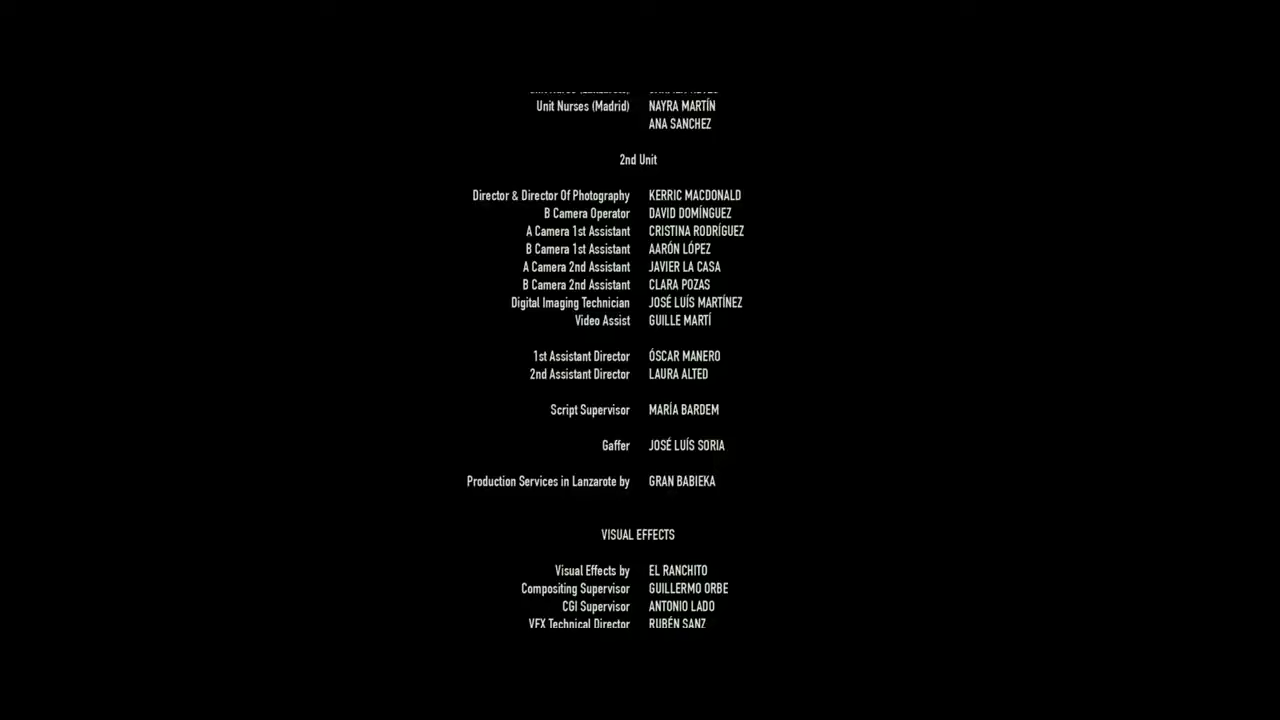 Unit Nurses (Madrid) NAYRA MARTÍN
ANA SANCHEZ
2nd Unit
Director & Director Of Photography KERRIC MACDONALD
B Camera Operator DAVID DOMÍNGUEZ
A Camera 1st Assistant CRISTINA RODRÍGUEZ
B Camera 1st Assistant AARÓN LÓPEZ
A Camera 2nd Assistant JAVIER LA CASA
B Camera 2nd Assistant CLARA POZAS
Digital Imaging Technician JOSÉ LUÍS MARTÍNEZ
Video Assist GUILLE MARTÍ
1st Assistant Director ÓSCAR MANERO
2nd Assistant Director LAURA ALTED
Script Supervisor MARÍA BARDEM
Gaffer JOSÉ LUÍS SORIA
Production Services in Lanzarote by GRAN BABIEKA
VISUAL EFFECTS
Visual Effects by EL RANCHITO
Compositing Supervisor GUILLERMO ORBE
CGI Supervisor ANTONIO LADO
VFX Technical Director RUBÉN SANZ